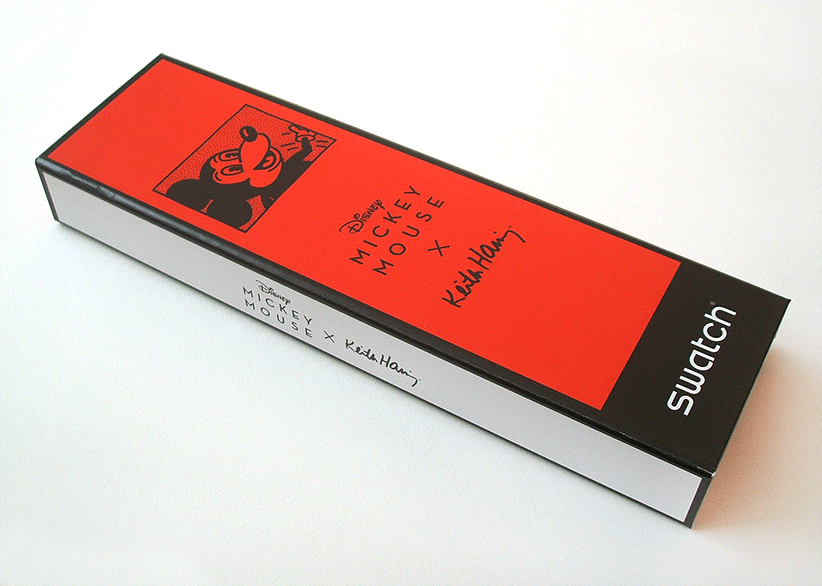 Disney
MICKEY
MOUSE
X
Keith Haring
swatch®
Disney
MICKEY
MOUSE X Keith Haring